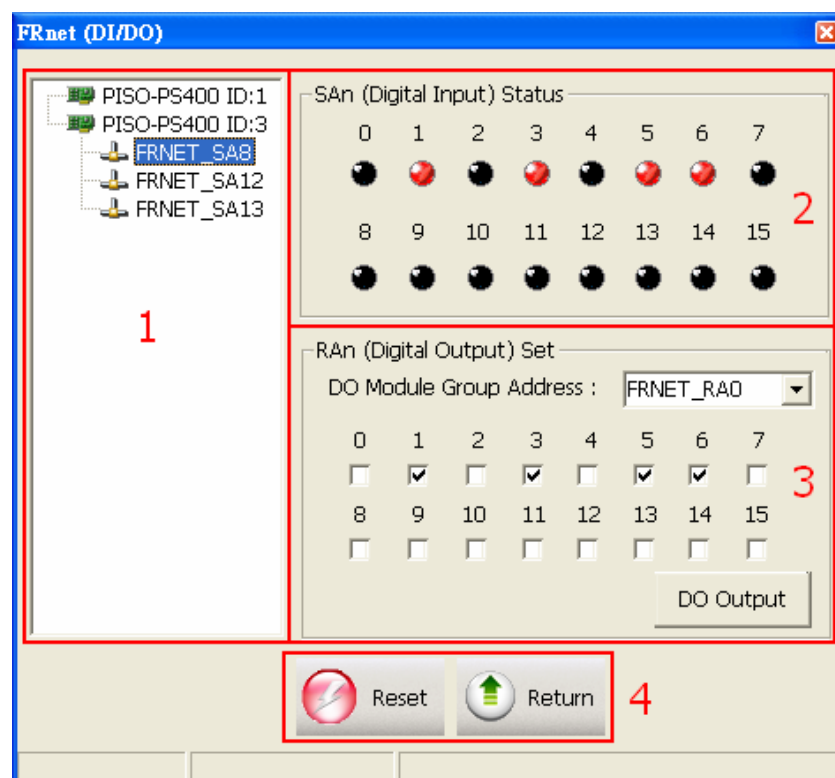 FRnet (DI/DO)
PISO-PS400 ID:1
PISO-PS400 ID:3
FRNET_SA8
FRNET_SA12
FRNET_SA13
1
SAn (Digital Input) Status
0 1 2 3 4 5 6 7
8 9 10 11 12 13 14 15
2
RAn (Digital Output) Set
DO Module Group Address : FRNET_RA0
0 1 2 3 4 5 6 7
8 9 10 11 12 13 14 15
3
DO Output
Reset Return 4